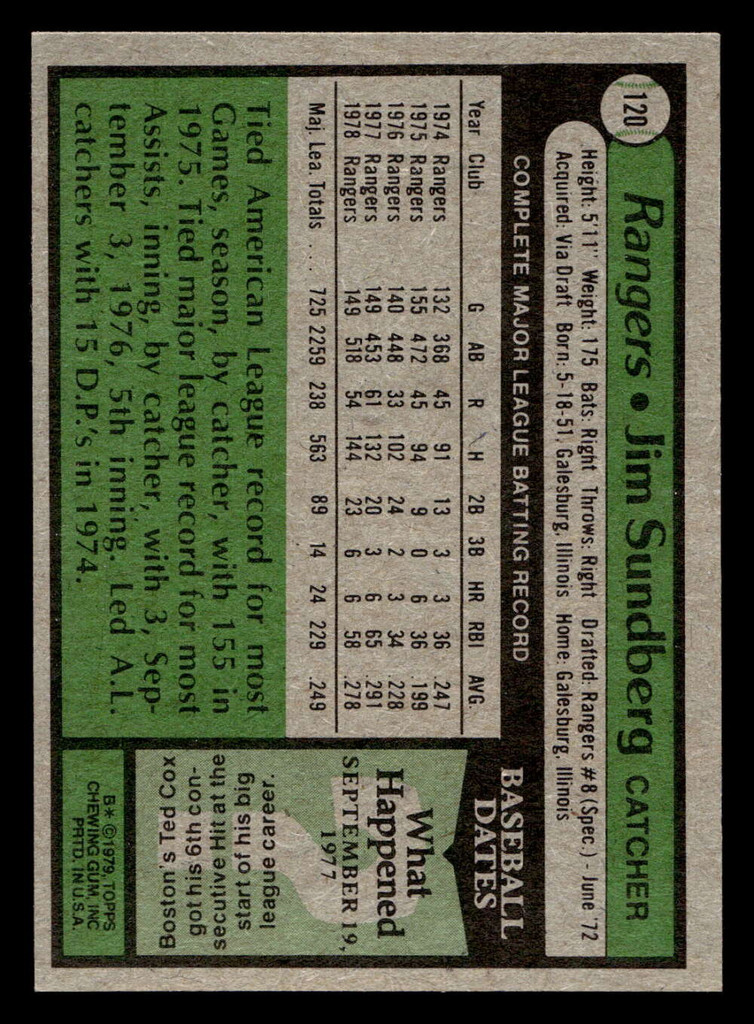 120
Rangers • Jim Sundberg CATCHER
Height: 5'11" Weight: 175 Bats: Right Throws: Right Drafted: Rangers #8 (Spec.) - June '72
Acquired: Via Draft Born: 5-18-51, Galesburg, Illinois Home: Galesburg, Illinois
COMPLETE MAJOR LEAGUE BATTING RECORD
Year Club G AB R H 2B 3B HR RBI AVG.
1974 Rangers 132 368 45 91 13 3 3 36 .247
1975 Rangers 155 472 45 94 9 0 6 36 .199
1976 Rangers 140 448 33 102 24 2 3 34 .228
1977 Rangers 149 453 61 132 20 3 6 65 .291
1978 Rangers 149 518 54 144 23 6 6 58 .278
Maj. Lea Totals ... 725 2259 238 563 89 14 24 229 .249
Tied American League record for most
Games, season, by catcher, with 155 in
1975. Tied major league record for most
Assists, inning, by catcher, with 3, Sep-
tember 3, 1976, 5th inning. Led A.L.
catchers with 15 D.P.'s in 1974.
BASEBALL
DATES
What
Happened
SEPTEMBER 19,
1977
Boston's Ted Cox
got his 6th con-
secutive Hit at the
start of his big
league career.
B* © 1979, TOPPS
CHEWING GUM, INC
PRTD. IN U.S.A.